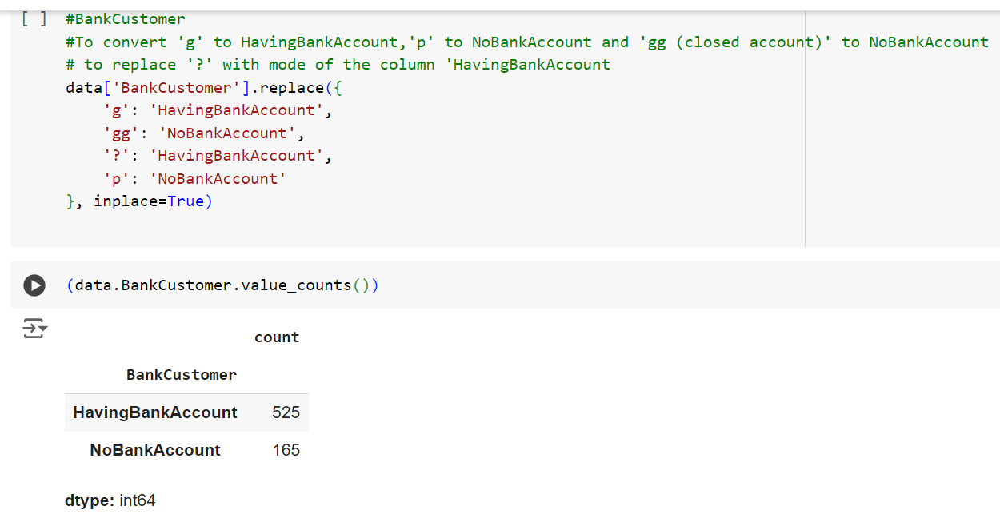 [ ] #BankCustomer
#To convert 'g' to HavingBankAccount,'p' to NoBankAccount and 'gg (closed account)' to NoBankAccount
# to replace '?' with mode of the column 'HavingBankAccount
data['BankCustomer'].replace({
    'g': 'HavingBankAccount',
    'gg': 'NoBankAccount',
    '?': 'HavingBankAccount',
    'p': 'NoBankAccount'
}, inplace=True)
(data.BankCustomer.value_counts())
count
BankCustomer
HavingBankAccount 525
NoBankAccount 165
dtype: int64